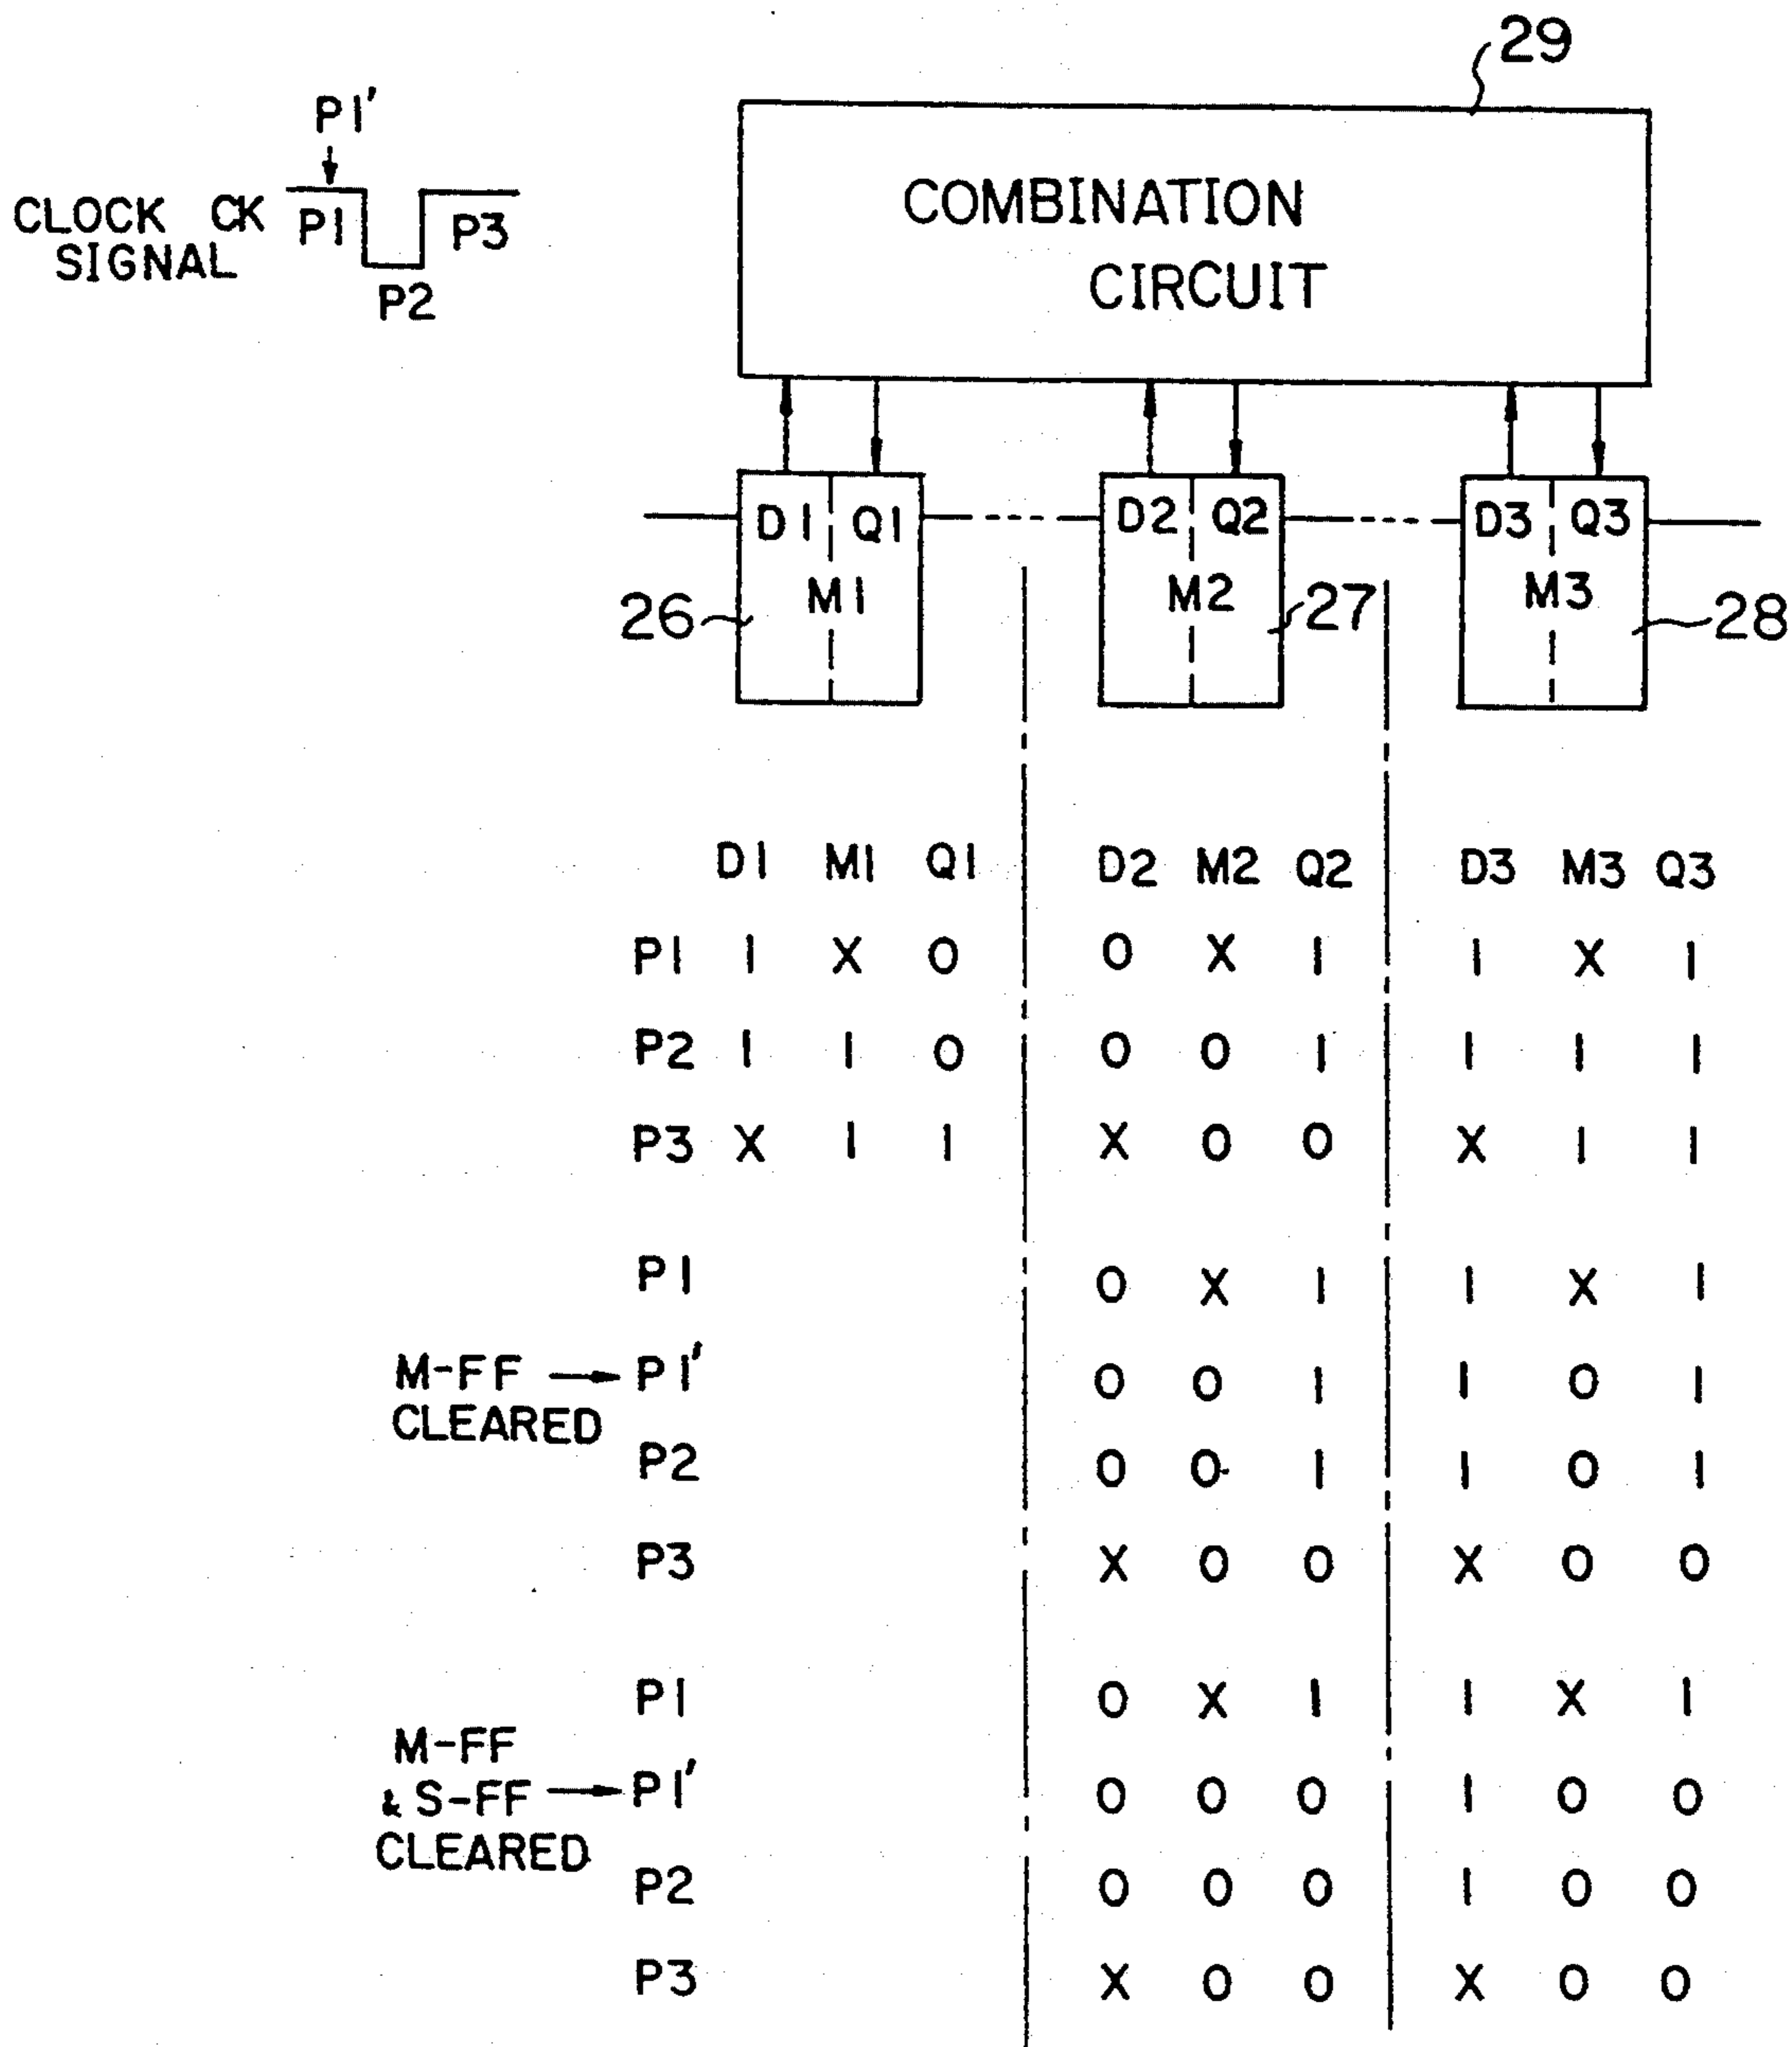 29
P1'
CLOCK CK P1 P3
SIGNAL
P2
COMBINATION
CIRCUIT
D1 Q1 D2 Q2 D3 Q3
M1 M2 M3
26 27 28
D1 M1 Q1 D2 M2 Q2 D3 M3 Q3
P1 1 X 0 0 X 1 1 X 1
P2 1 1 0 0 0 1 1 1 1
P3 X 1 1 X 0 0 X 1 1
P1 0 X 1 1 X 1
M-FF P1' 0 0 1 1 0 1
CLEARED
P2 0 0 1 1 0 1
P3 X 0 0 X 0 0
P1 0 X 1 1 X 1
M-FF
& S-FF P1' 0 0 0 1 0 0
CLEARED
P2 0 0 0 1 0 0
P3 X 0 0 X 0 0